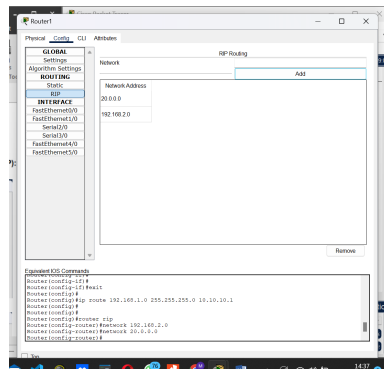 Router1
Physical Config CLI Attributes
GLOBAL
Settings
Algorithm Settings
ROUTING
Static
RIP
INTERFACE
FastEthernet0/0
FastEthernet1/0
Serial2/0
Serial3/0
FastEthernet4/0
FastEthernet5/0
RIP Routing
Network
Add
Network Address
20.0.0.0
192.168.2.0
Remove
Equivalent IOS Commands
Router(config-if)#
Router(config-if)#
Router(config-if)#exit
Router(config)#
Router(config)#ip route 192.168.1.0 255.255.255.0 10.10.10.1
Router(config)#
Router(config)#router rip
Router(config-router)#network 192.168.2.0
Router(config-router)#network 20.0.0.0
Router(config-router)#
Top
14:37